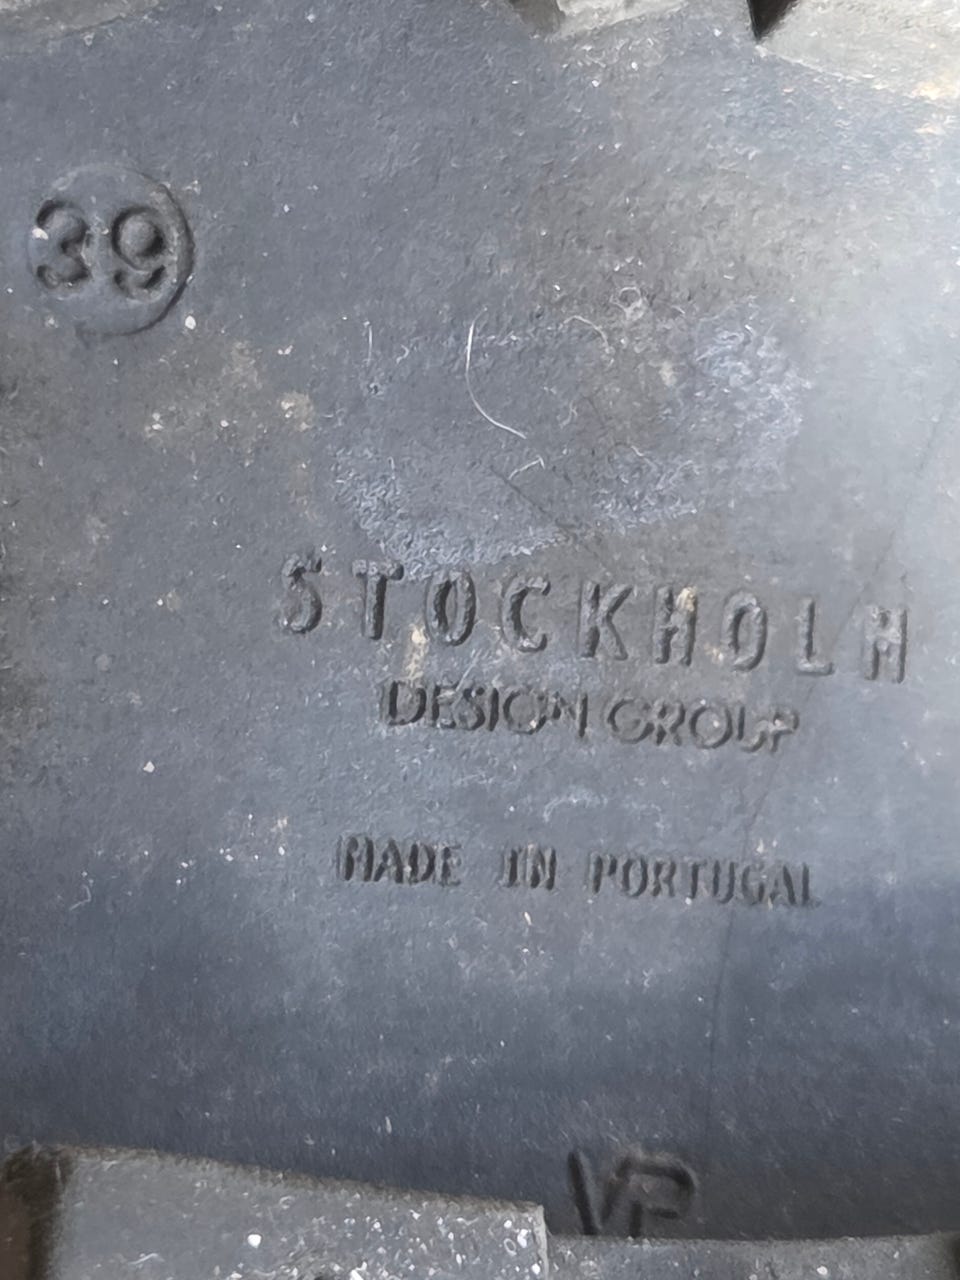 39
STOCKHOLM
DESIGN GROUP
MADE IN PORTUGAL
VP